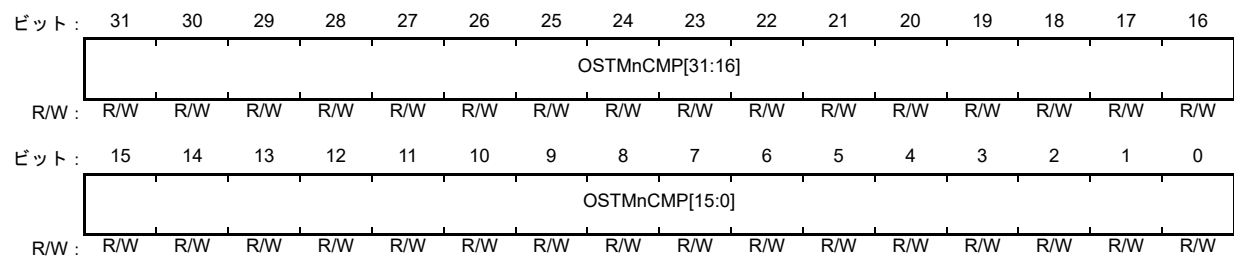 ビット： 31 30 29 28 27 26 25 24 23 22 21 20 19 18 17 16
OSTMnCMP[31:16]
R/W： R/W R/W R/W R/W R/W R/W R/W R/W R/W R/W R/W R/W R/W R/W R/W R/W
ビット： 15 14 13 12 11 10 9 8 7 6 5 4 3 2 1 0
OSTMnCMP[15:0]
R/W： R/W R/W R/W R/W R/W R/W R/W R/W R/W R/W R/W R/W R/W R/W R/W R/W